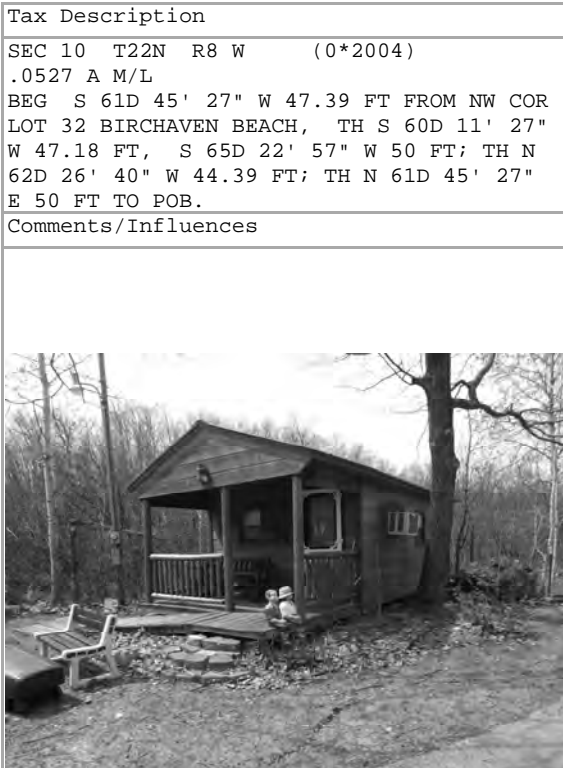 Tax Description
SEC 10  T22N  R8 W     (0*2004)
.0527 A M/L
BEG  S 61D 45' 27" W 47.39 FT FROM NW COR
LOT 32 BIRCHAVEN BEACH,  TH S 60D 11' 27"
W 47.18 FT,  S 65D 22' 57" W 50 FT; TH N
62D 26' 40" W 44.39 FT; TH N 61D 45' 27"
E 50 FT TO POB.
Comments/Influences